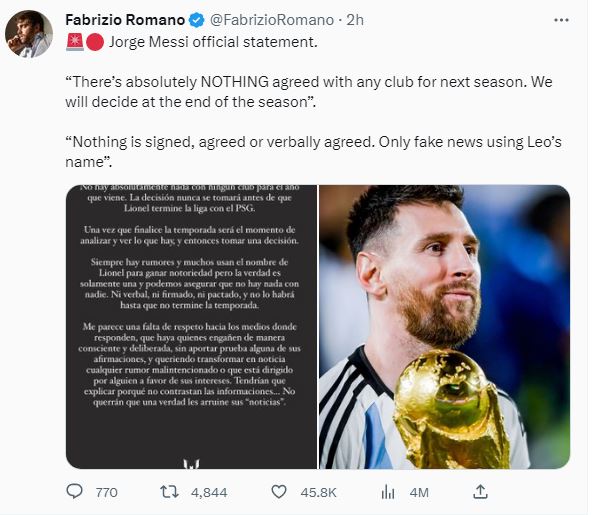 Fabrizio Romano @FabrizioRomano · 2h
🚨🔴 Jorge Messi official statement.
“There’s absolutely NOTHING agreed with any club for next season. We
will decide at the end of the season”.
“Nothing is signed, agreed or verbally agreed. Only fake news using Leo’s
name”.
No hay absolutamente nada con ningún club para el año
que viene. La decisión nunca se tomará antes de que
Lionel termine la liga con el PSG.
Una vez que finalice la temporada será el momento de
analizar y ver lo que hay, y entonces tomar una decisión.
Siempre hay rumores y muchos usan el nombre de
Lionel para ganar notoriedad pero la verdad es
solamente una y podemos asegurar que no hay nada con
nadie. Ni verbal, ni firmado, ni pactado, y no lo habrá
hasta que no termine la temporada.
Me parece una falta de respeto hacia los medios donde
responden, que haya quienes engañen de manera
consciente y deliberada, sin aportar prueba alguna de sus
afirmaciones, y queriendo transformar en noticia
cualquier rumor malintencionado o que está dirigido
por alguien a favor de sus intereses. Tendrían que
explicar porqué no contrastan las informaciones... No
querrán que una verdad les arruine sus “noticias”.
770 4,844 45.8K 4M